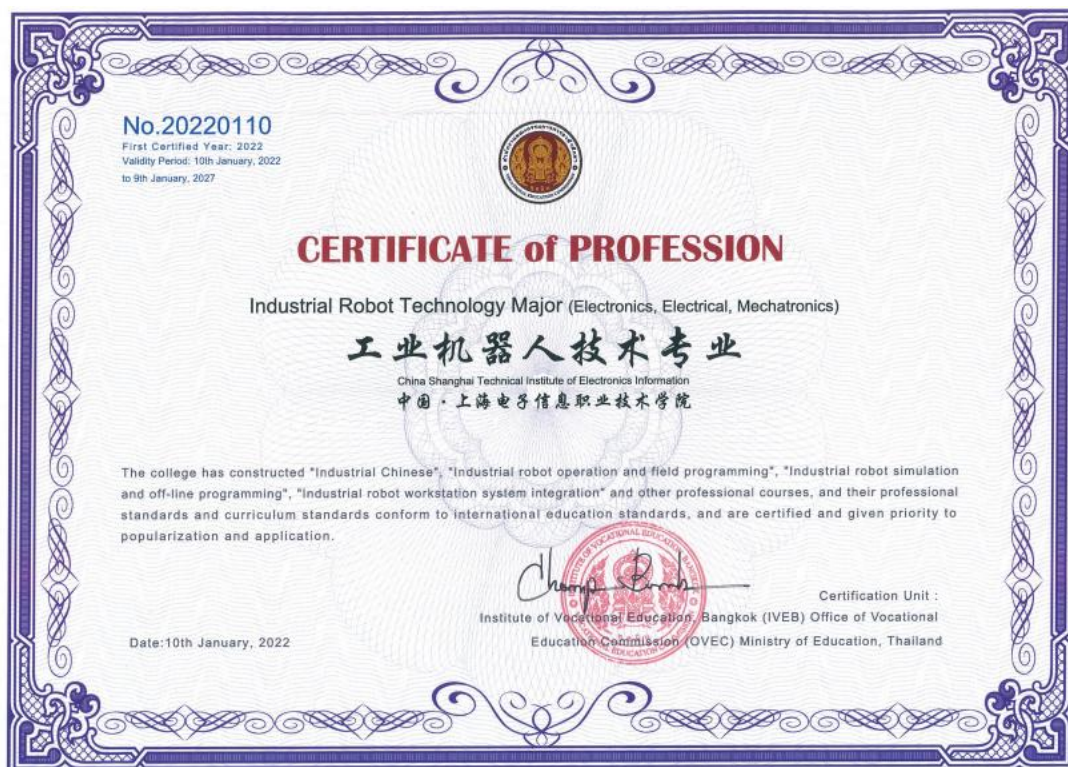 No.20220110
First Certified Year: 2022
Validity Period: 10th January, 2022
to 9th January, 2027
CERTIFICATE of PROFESSION
Industrial Robot Technology Major (Electronics, Electrical, Mechatronics)
工业机器人技术专业
China Shanghai Technical Institute of Electronics Information
中国·上海电子信息职业技术学院
The college has constructed "Industrial Chinese", "Industrial robot operation and field programming", "Industrial robot simulation
and off-line programming", "Industrial robot workstation system integration" and other professional courses, and their professional
standards and curriculum standards conform to international education standards, and are certified and given priority to
popularization and application.
INSTITUTE OF VOCATIONAL EDUCATION BANGKOK
Certification Unit :
Institute of Vocational Education, Bangkok (IVEB) Office of Vocational
Education Commission (OVEC) Ministry of Education, Thailand
Date:10th January, 2022